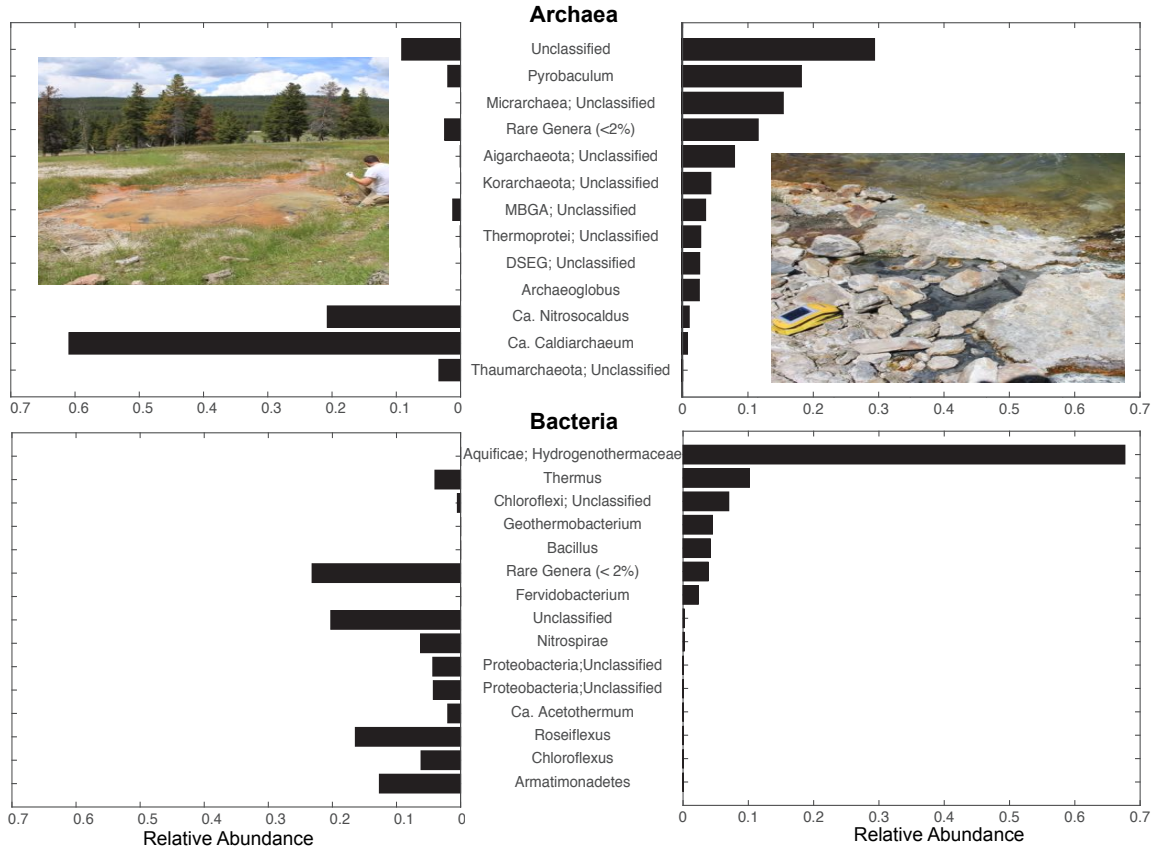 Archaea
Unclassified
Pyrobaculum
Micrarchaea; Unclassified
Rare Genera (<2%)
Aigarchaeota; Unclassified
Korarchaeota; Unclassified
MBGA; Unclassified
Thermoprotei; Unclassified
DSEG; Unclassified
Archaeoglobus
Ca. Nitrosocaldus
Ca. Caldiarchaeum
Thaumarchaeota; Unclassified
0.7 0.6 0.5 0.4 0.3 0.2 0.1 0
0 0.1 0.2 0.3 0.4 0.5 0.6 0.7
Bacteria
Aquificae; Hydrogenothermaceae
Thermus
Chloroflexi; Unclassified
Geothermobacterium
Bacillus
Rare Genera (< 2%)
Fervidobacterium
Unclassified
Nitrospirae
Proteobacteria;Unclassified
Proteobacteria;Unclassified
Ca. Acetothermum
Roseiflexus
Chloroflexus
Armatimonadetes
0.7 0.6 0.5 0.4 0.3 0.2 0.1 0
0 0.1 0.2 0.3 0.4 0.5 0.6 0.7
Relative Abundance
Relative Abundance